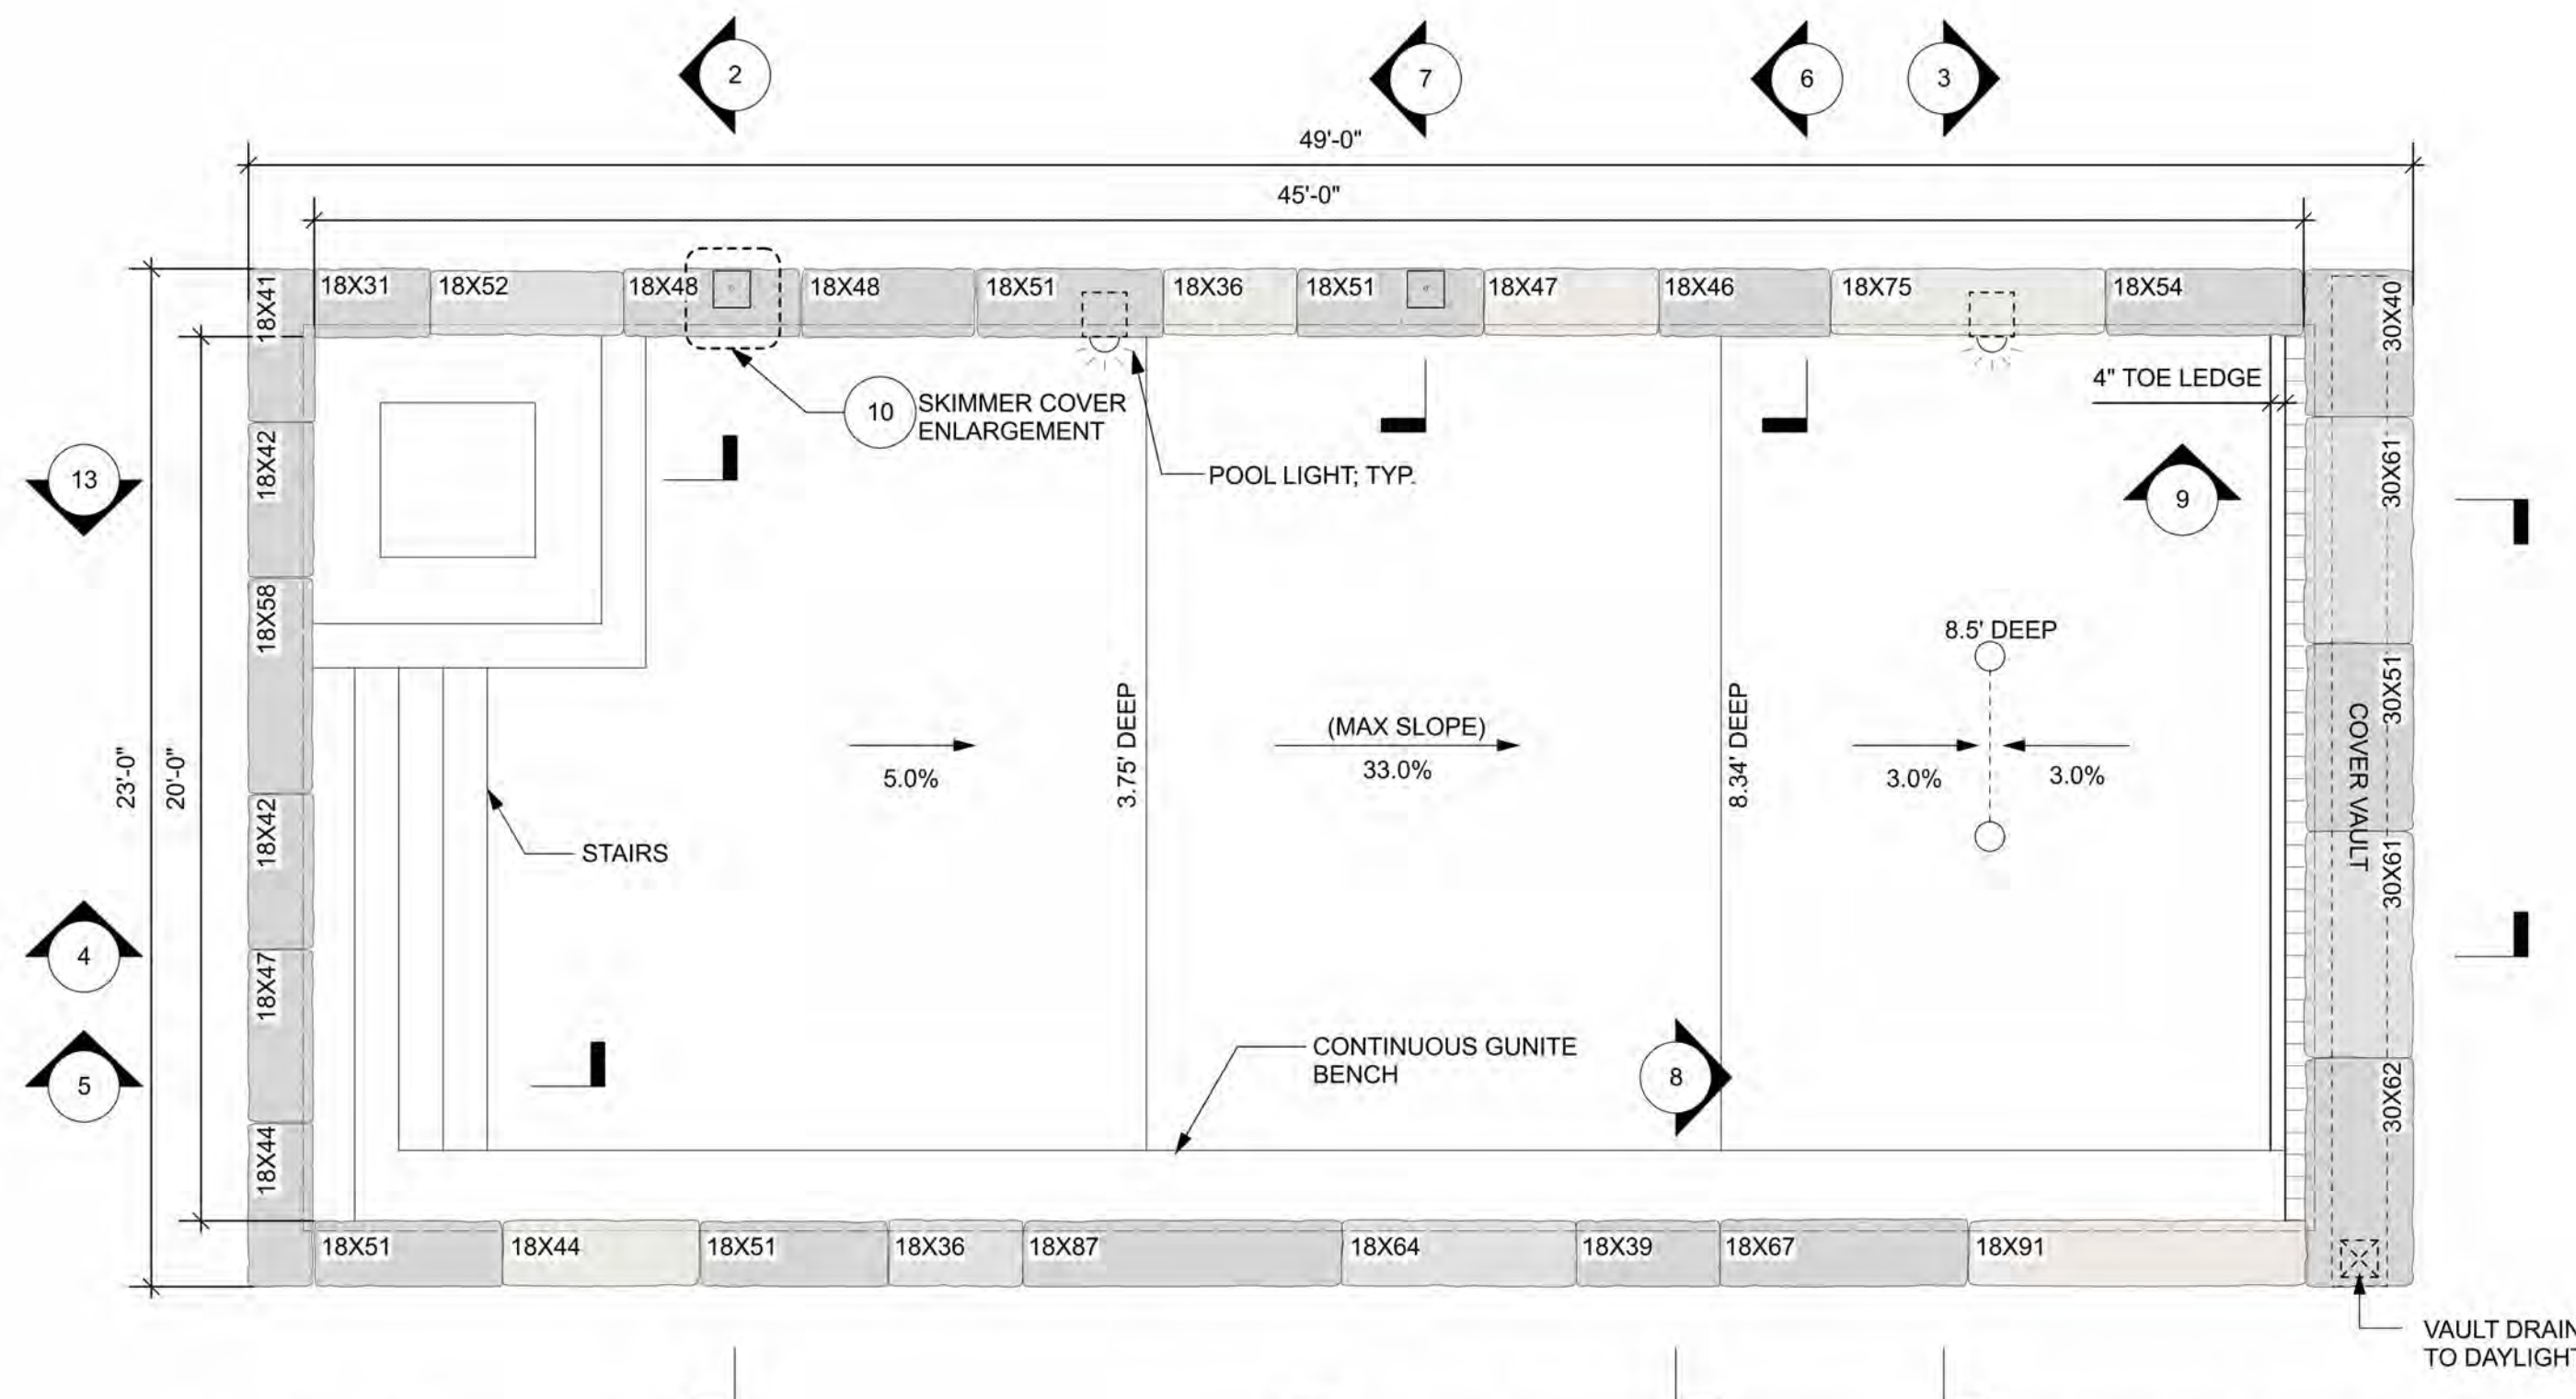 2
7
6
3
49'-0"
45'-0"
18X41
18X31
18X52
18X48
18X48
18X51
18X36
18X51
18X47
18X46
18X75
18X54
30X40
4" TOE LEDGE
10
SKIMMER COVER
ENLARGEMENT
POOL LIGHT; TYP.
13
18X42
9
30X61
18X58
8.5' DEEP
30X51
23'-0"
20'-0"
5.0%
3.75' DEEP
(MAX SLOPE)
33.0%
8.34' DEEP
3.0%
3.0%
COVER VAULT
STAIRS
18X42
30X61
4
18X47
CONTINUOUS GUNITE
BENCH
8
5
30X62
18X44
18X51
18X44
18X51
18X36
18X87
18X64
18X39
18X67
18X91
VAULT DRAIN
TO DAYLIGHT